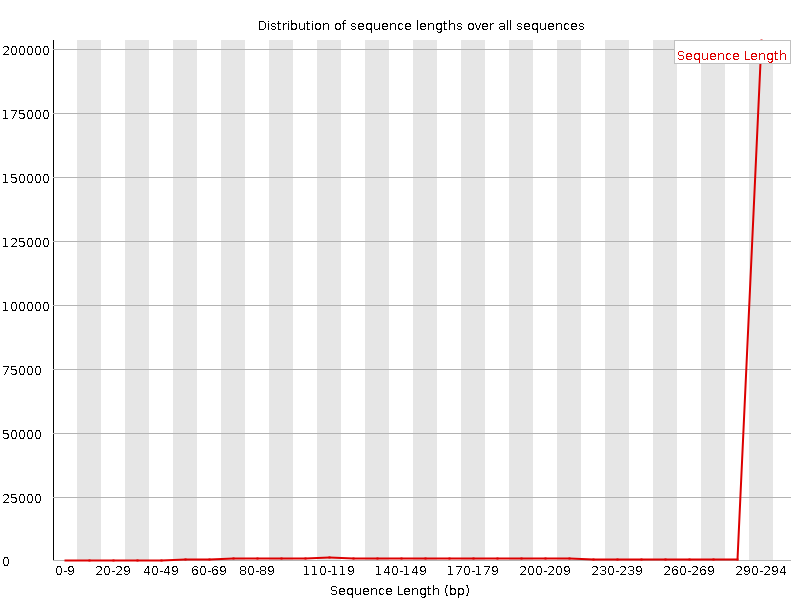 Distribution of sequence lengths over all sequences
Sequence Length
200000
175000
150000
125000
100000
75000
50000
25000
0
0-9 20-29 40-49 60-69 80-89 110-119 140-149 170-179 200-209 230-239 260-269 290-294
Sequence Length (bp)